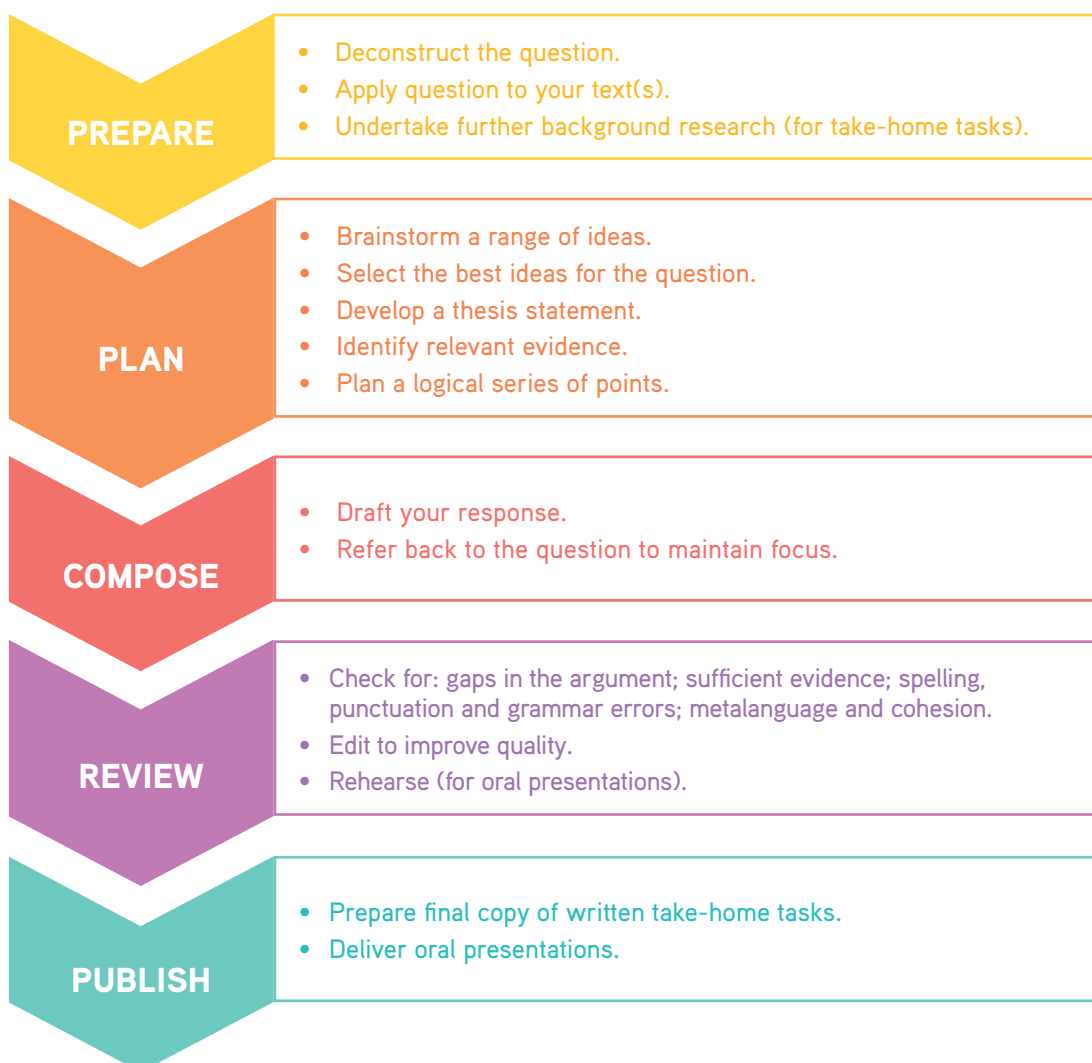 PREPARE
• Deconstruct the question.
• Apply question to your text(s).
• Undertake further background research (for take-home tasks).
PLAN
• Brainstorm a range of ideas.
• Select the best ideas for the question.
• Develop a thesis statement.
• Identify relevant evidence.
• Plan a logical series of points.
COMPOSE
• Draft your response.
• Refer back to the question to maintain focus.
REVIEW
• Check for: gaps in the argument; sufficient evidence; spelling,
punctuation and grammar errors; metalanguage and cohesion.
• Edit to improve quality.
• Rehearse (for oral presentations).
PUBLISH
• Prepare final copy of written take-home tasks.
• Deliver oral presentations.